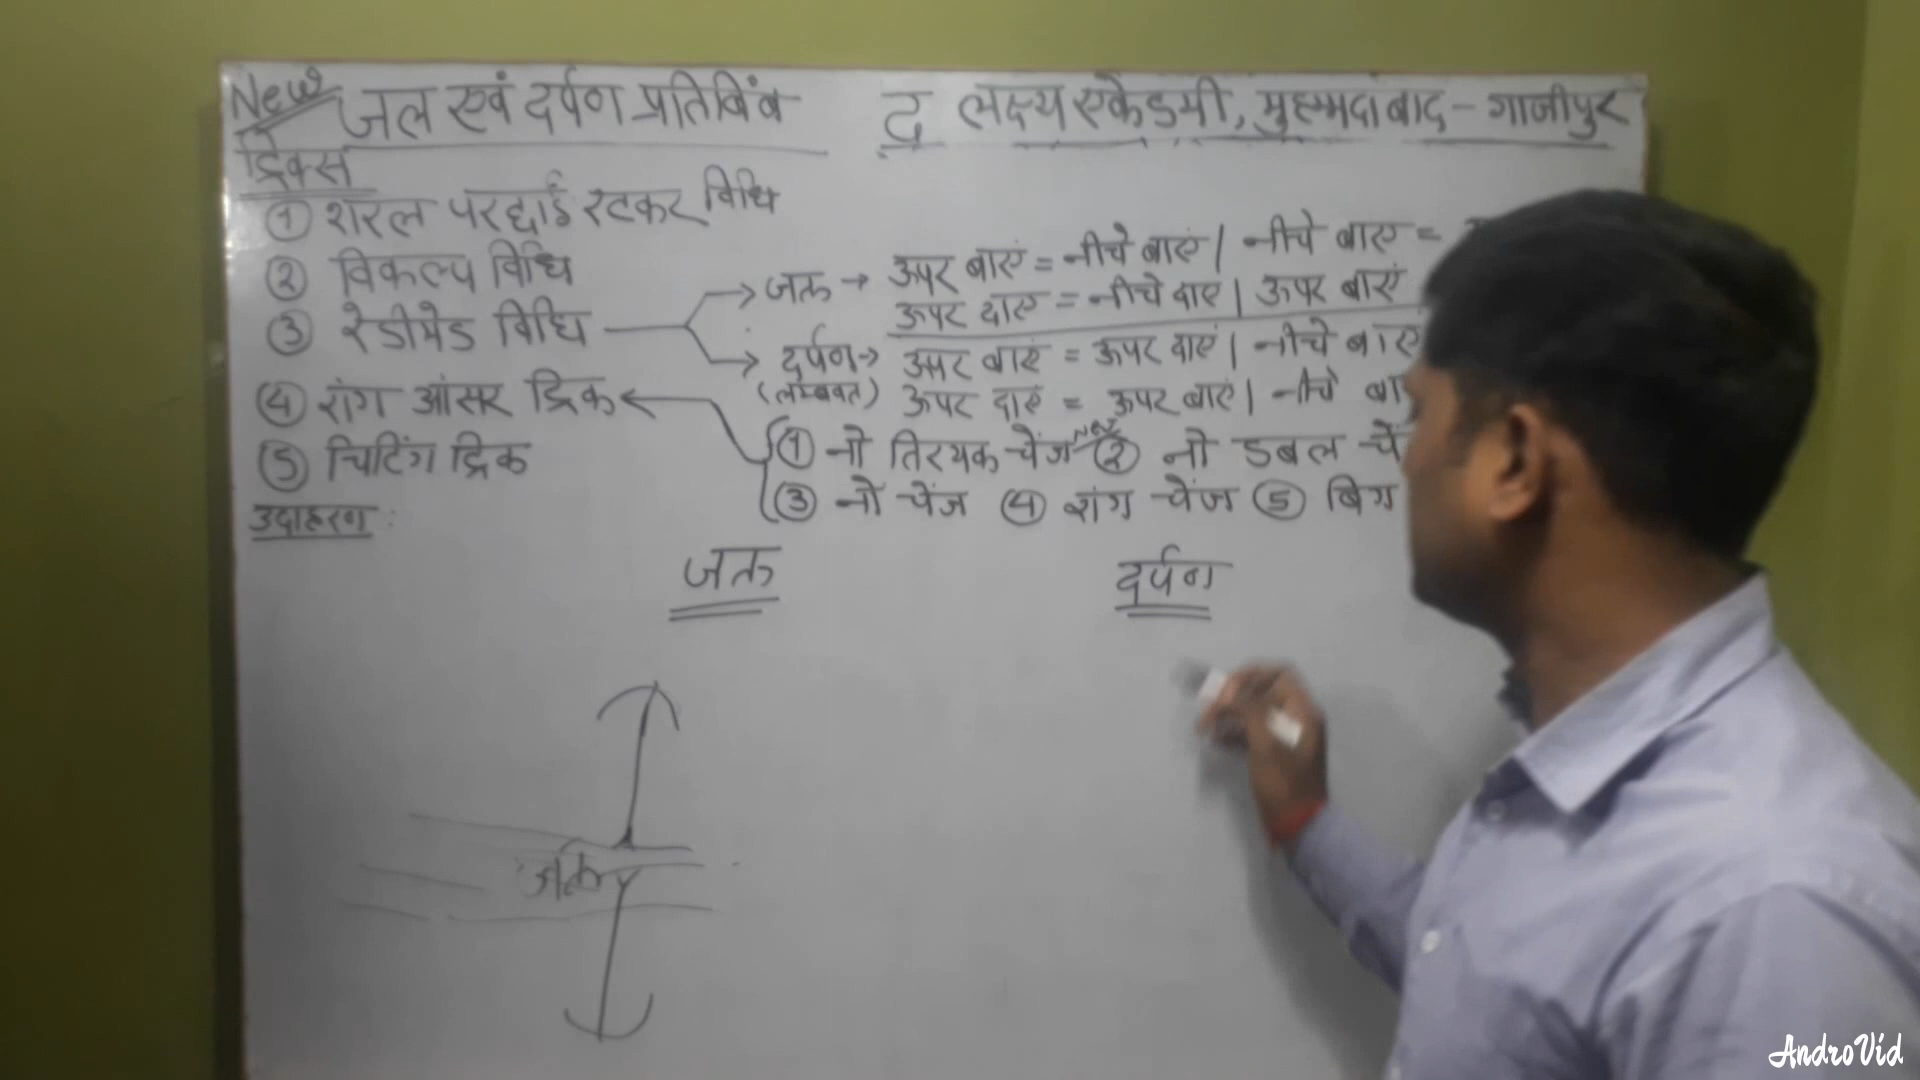 New जल एवं दर्पण प्रतिबिंब द लक्ष्य एकेडमी, मुहम्मदाबाद - गाजीपुर
ट्रिक्स
① शरल परछाई रटकर विधि
② विकल्प विधि
③ रेडीमेड विधि
→ जल → ऊपर बाएं = नीचे बाएं | नीचे बाएं =
ऊपर दाएं = नीचे दाएं | ऊपर बाएं
→ दर्पण → ऊपर बाएं = ऊपर दाएं | नीचे बाएं
(लम्बवत) ऊपर दाएं = ऊपर बाएं | नीचे
④ रांग आंसर ट्रिक
① नो तिरयक चेंज New ② नो डबल
⑤ चिटिंग ट्रिक
③ नो चेंज ④ रांग चेंज ⑤ बिग
उदाहरण :
जल दर्पण
जल
AndroVid